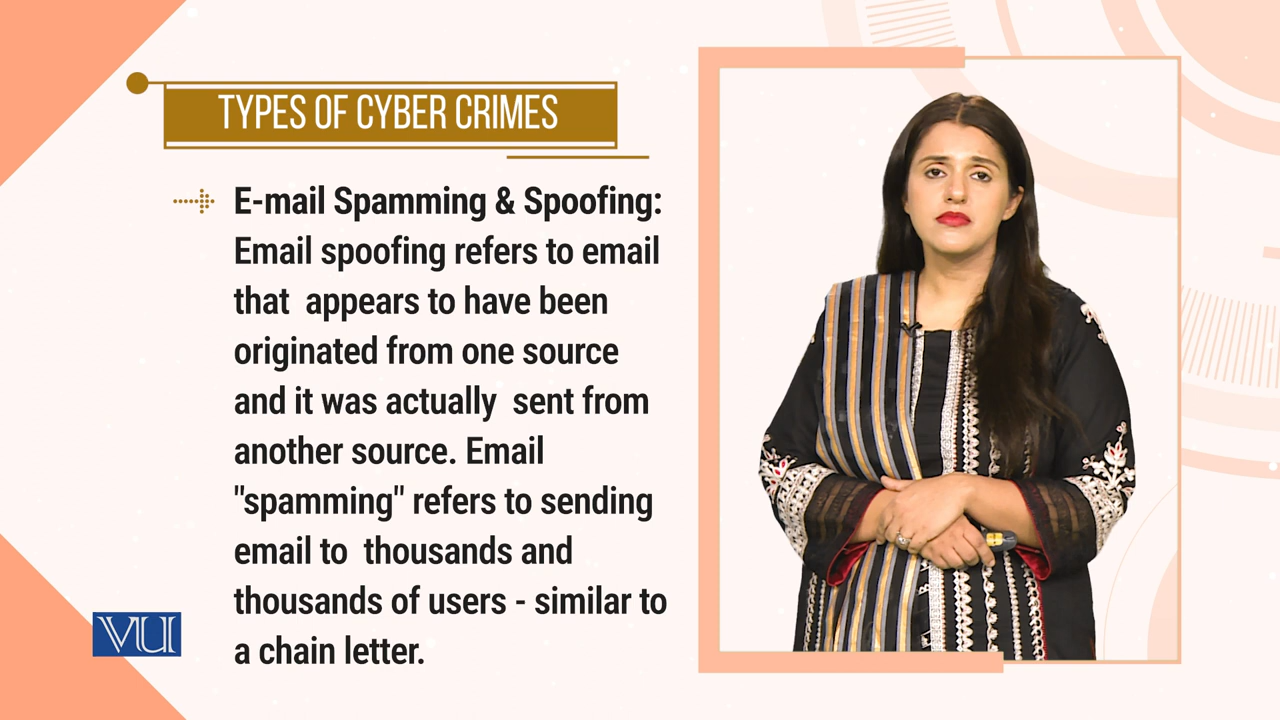 TYPES OF CYBER CRIMES
E-mail Spamming & Spoofing:
Email spoofing refers to email
that  appears to have been
originated from one source
and it was actually  sent from
another source. Email
"spamming" refers to sending
email to  thousands and
thousands of users - similar to
a chain letter.
VU